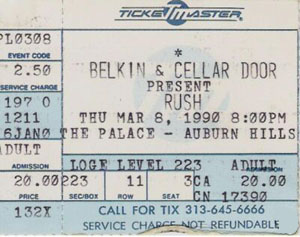 TICKETMASTER
PL0308
EVENT CODE
2.50
SERVICE CHARGE
197 O
1211
6JAN0
ADULT
ADMISSION
20.00
132X
*
BELKIN & CELLAR DOOR
PRESENT
RUSH
THU MAR 8, 1990 8:00PM
THE PALACE - AUBURN HILLS
LOGE LEVEL 223 ADULT
223 11 3 CA 20.00
SEC/BOX ROW SEAT ADMISSION
CN 17390
CALL FOR TIX 313-645-6666
SERVICE CHARGE NOT REFUNDABLE